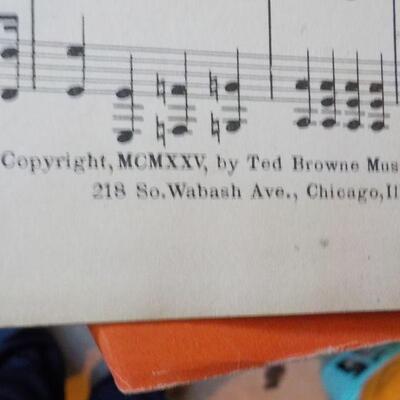 Copyright, MCMXXV, by Ted Browne Mus
218 So. Wabash Ave., Chicago, Il